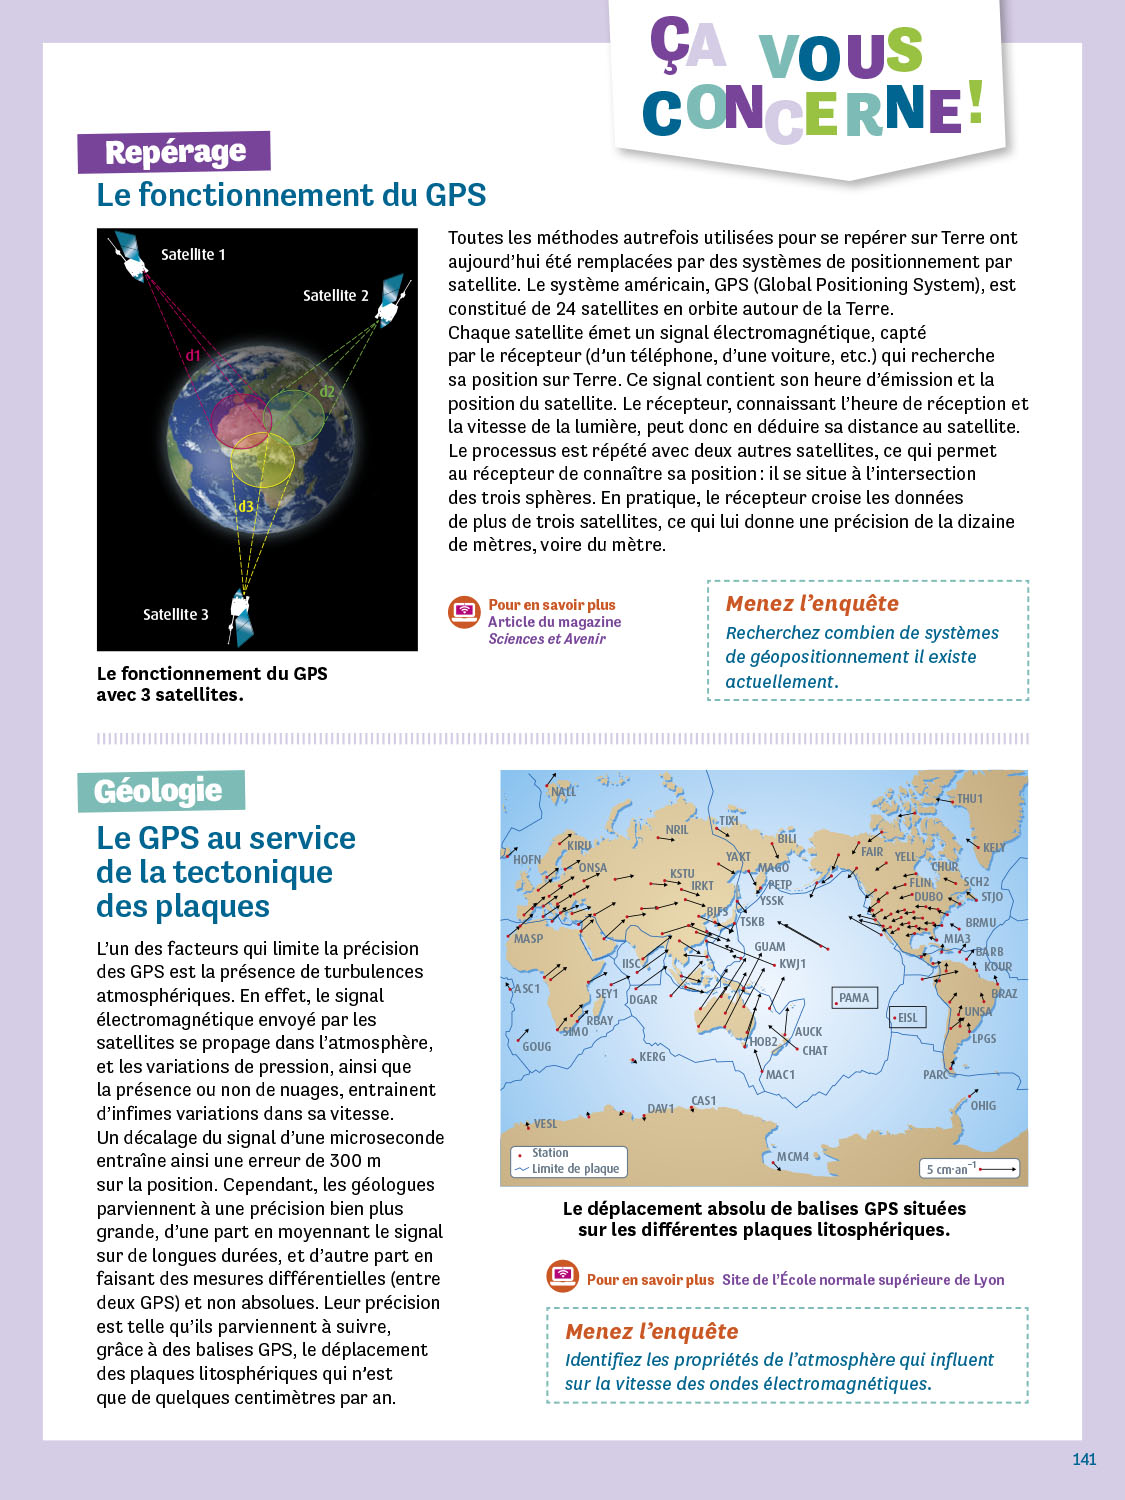 ÇA VOUS
CONCERNE!
Repérage
Le fonctionnement du GPS
Satellite 1
Satellite 2
d1
d2
d3
Satellite 3
Le fonctionnement du GPS
avec 3 satellites.
Toutes les méthodes autrefois utilisées pour se repérer sur Terre ont
aujourd'hui été remplacées par des systèmes de positionnement par
satellite. Le système américain, GPS (Global Positioning System), est
constitué de 24 satellites en orbite autour de la Terre.
Chaque satellite émet un signal électromagnétique, capté
par le récepteur (d'un téléphone, d'une voiture, etc.) qui recherche
sa position sur Terre. Ce signal contient son heure d'émission et la
position du satellite. Le récepteur, connaissant l'heure de réception et
la vitesse de la lumière, peut donc en déduire sa distance au satellite.
Le processus est répété avec deux autres satellites, ce qui permet
au récepteur de connaître sa position : il se situe à l'intersection
des trois sphères. En pratique, le récepteur croise les données
de plus de trois satellites, ce qui lui donne une précision de la dizaine
de mètres, voire du mètre.
Pour en savoir plus
Article du magazine
Sciences et Avenir
Menez l'enquête
Recherchez combien de systèmes
de géopositionnement il existe
actuellement.
Géologie
Le GPS au service
de la tectonique
des plaques
L'un des facteurs qui limite la précision
des GPS est la présence de turbulences
atmosphériques. En effet, le signal
électromagnétique envoyé par les
satellites se propage dans l'atmosphère,
et les variations de pression, ainsi que
la présence ou non de nuages, entrainent
d'infimes variations dans sa vitesse.
Un décalage du signal d'une microseconde
entraîne ainsi une erreur de 300 m
sur la position. Cependant, les géologues
parviennent à une précision bien plus
grande, d'une part en moyennant le signal
sur de longues durées, et d'autre part en
faisant des mesures différentielles (entre
deux GPS) et non absolues. Leur précision
est telle qu'ils parviennent à suivre,
grâce à des balises GPS, le déplacement
des plaques litosphériques qui n'est
que de quelques centimètres par an.
NALL
THU1
TIXI
NRIL
BILI
KIRU
KELY
HOFN
FAIR
YELL
YAKT
ONSA
MAGO
CHUR
KSTU
IRKT
PETP
FLIN
SCH2
DUBO
STJO
YSSK
BJFS
TSKB
BRMU
MASP
MIA3
GUAM
BARB
IISC
KWJ1
KOUR
ASC1
SEY1
DGAR
PAMA
BRAZ
UNSA
EISL
RBAY
SIMO
AUCK
LPGS
GOUG
HOB2
CHAT
KERG
MAC1
PARC
CAS1
OHIG
DAV1
VESL
MCM4
Station
Limite de plaque
5 cm·an⁻¹
Le déplacement absolu de balises GPS situées
sur les différentes plaques litosphériques.
Pour en savoir plus Site de l'École normale supérieure de Lyon
Menez l'enquête
Identifiez les propriétés de l'atmosphère qui influent
sur la vitesse des ondes électromagnétiques.
141